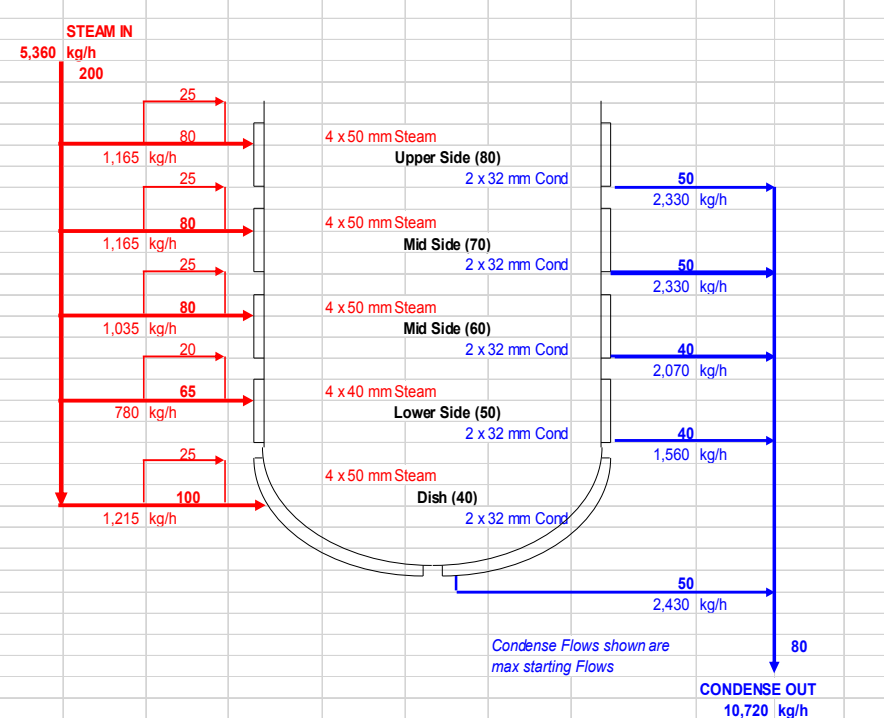 STEAM IN
5,360 kg/h
200
25
80
4 x 50 mm Steam
1,165 kg/h
Upper Side (80)
25
2 x 32 mm Cond
50
2,330 kg/h
80
4 x 50 mm Steam
1,165 kg/h
Mid Side (70)
25
2 x 32 mm Cond
50
2,330 kg/h
80
4 x 50 mm Steam
1,035 kg/h
Mid Side (60)
20
2 x 32 mm Cond
40
2,070 kg/h
65
4 x 40 mm Steam
780 kg/h
Lower Side (50)
2 x 32 mm Cond
40
1,560 kg/h
25
4 x 50 mm Steam
100
Dish (40)
1,215 kg/h
2 x 32 mm Cond
50
2,430 kg/h
Condense Flows shown are
max starting Flows
80
CONDENSE OUT
10,720 kg/h